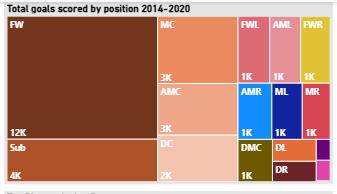 Total goals scored by position 2014-2020
FW
12K
Sub
4K
MC
3K
AMC
3K
DC
2K
FWL
1K
AML
1K
FWR
1K
AMR
1K
ML
1K
MR
1K
DMC
1K
DL
DR